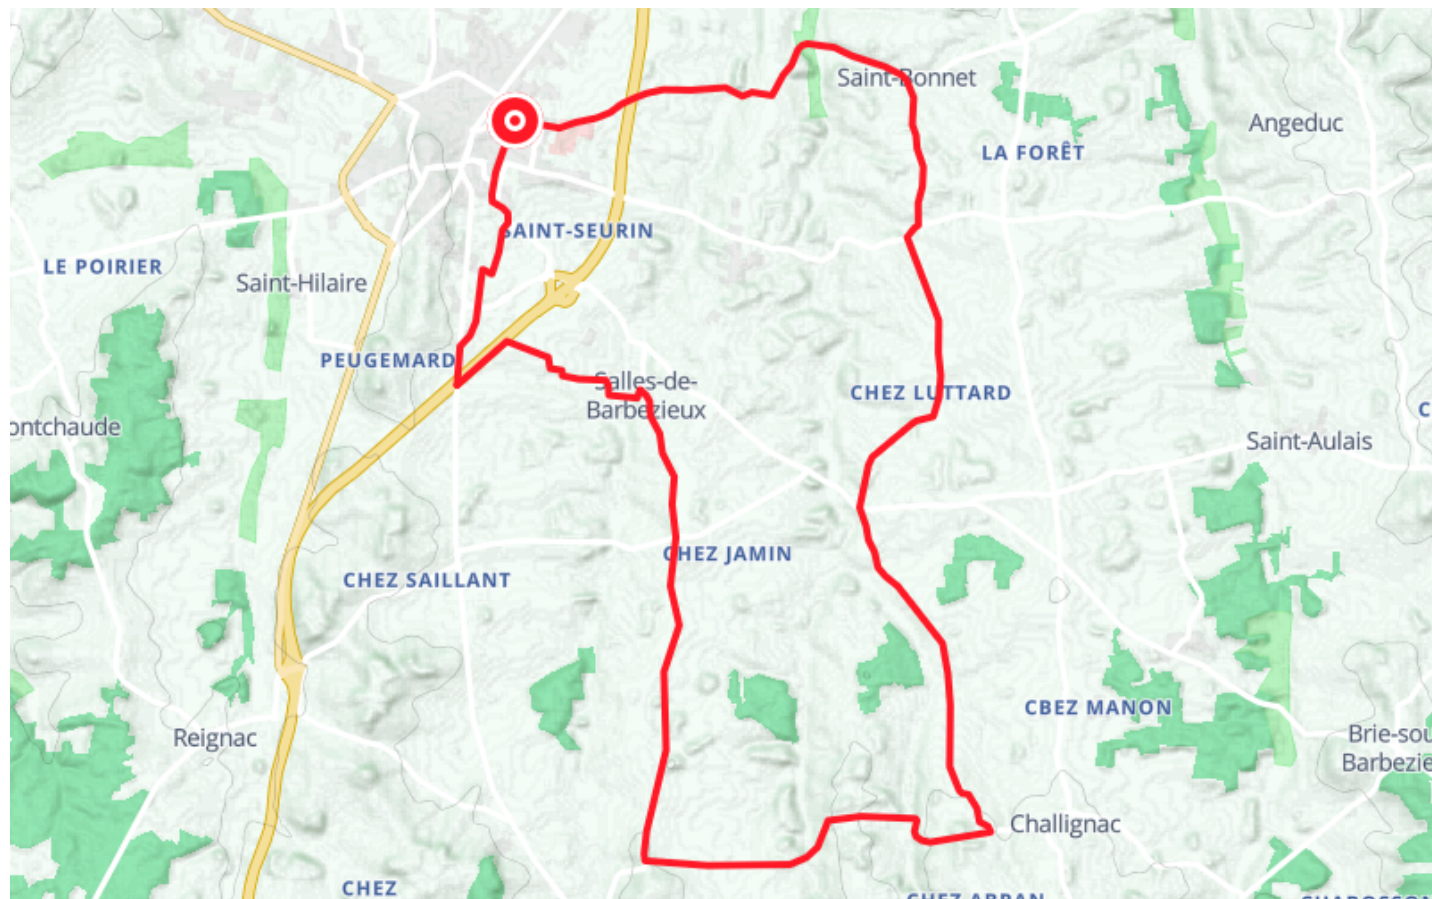 Saint-Bonnet
Angeduc
LA FORÊT
SAINT-SEURIN
LE POIRIER
Saint-Hilaire
PEUGEMARD
Salles-de-
Barbezieux
CHEZ LUTTARD
C
ontchaude
Saint-Aulais
CHEZ JAMIN
CHEZ SAILLANT
CBEZ MANON
Reignac
Brie-sou
Barbezie
Challignac
CHEZ